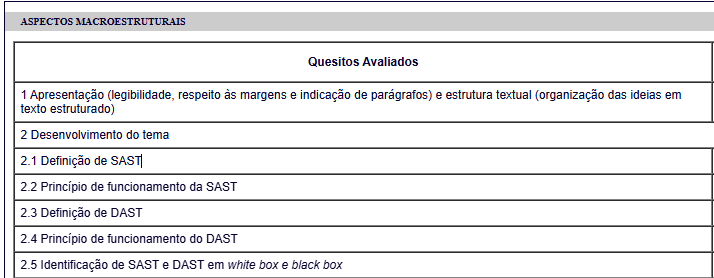 ASPECTOS MACROESTRUTURAIS
Quesitos Avaliados
1 Apresentação (legibilidade, respeito às margens e indicação de parágrafos) e estrutura textual (organização das ideias em
texto estruturado)
2 Desenvolvimento do tema
2.1 Definição de SAST
2.2 Princípio de funcionamento da SAST
2.3 Definição de DAST
2.4 Princípio de funcionamento do DAST
2.5 Identificação de SAST e DAST em white box e black box